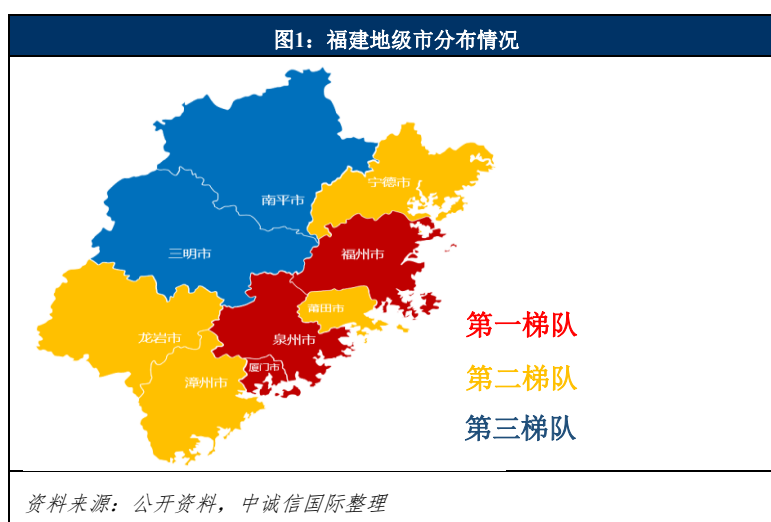 图1：福建地级市分布情况
南平市
宁德市
三明市
福州市
莆田市
龙岩市
泉州市
厦门市
漳州市
第一梯队
第二梯队
第三梯队
资料来源：公开资料，中诚信国际整理